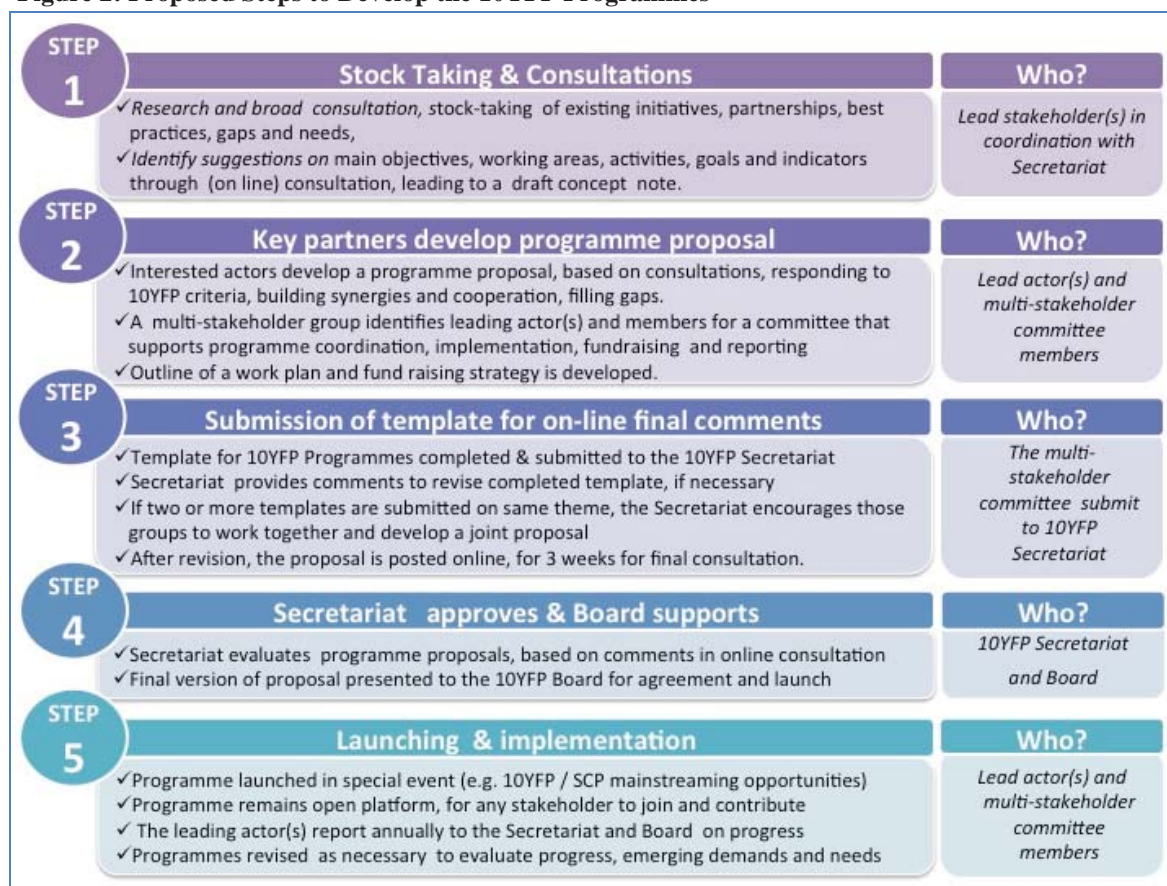 Figure 2: Proposed Steps to Develop the 10YFP Programmes
STEP
1
Stock Taking & Consultations
Who?
✓Research and broad consultation, stock-taking of existing initiatives, partnerships, best
practices, gaps and needs,
✓Identify suggestions on main objectives, working areas, activities, goals and indicators
through (on line) consultation, leading to a draft concept note.
Lead stakeholder(s) in
coordination with
Secretariat
STEP
2
Key partners develop programme proposal
Who?
✓Interested actors develop a programme proposal, based on consultations, responding to
10YFP criteria, building synergies and cooperation, filling gaps.
✓A multi-stakeholder group identifies leading actor(s) and members for a committee that
supports programme coordination, implementation, fundraising and reporting
✓Outline of a work plan and fund raising strategy is developed.
Lead actor(s) and
multi-stakeholder
committee
members
STEP
3
Submission of template for on-line final comments
Who?
✓Template for 10YFP Programmes completed & submitted to the 10YFP Secretariat
✓Secretariat provides comments to revise completed template, if necessary
✓If two or more templates are submitted on same theme, the Secretariat encourages those
groups to work together and develop a joint proposal
✓After revision, the proposal is posted online, for 3 weeks for final consultation.
The multi-
stakeholder
committee submit
to 10YFP
Secretariat
STEP
4
Secretariat approves & Board supports
Who?
✓Secretariat evaluates programme proposals, based on comments in online consultation
✓Final version of proposal presented to the 10YFP Board for agreement and launch
10YFP Secretariat
and Board
STEP
5
Launching & implementation
Who?
✓Programme launched in special event (e.g. 10YFP / SCP mainstreaming opportunities)
✓Programme remains open platform, for any stakeholder to join and contribute
✓The leading actor(s) report annually to the Secretariat and Board on progress
✓Programmes revised as necessary to evaluate progress, emerging demands and needs
Lead actor(s) and
multi-stakeholder
committee
members